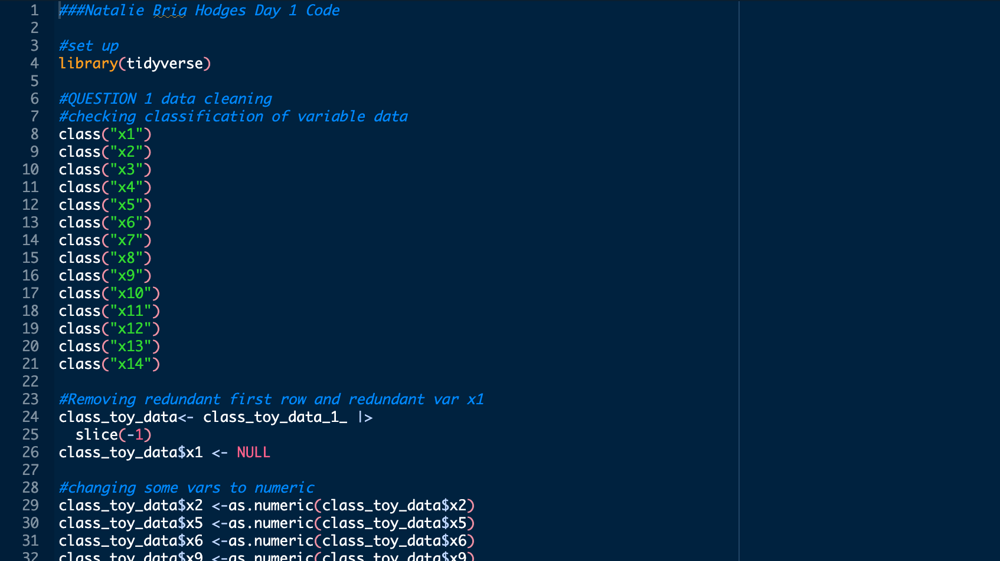 1 ###Natalie Bria Hodges Day 1 Code
2
3 #set up
4 library(tidyverse)
5
6 #QUESTION 1 data cleaning
7 #checking classification of variable data
8 class("x1")
9 class("x2")
10 class("x3")
11 class("x4")
12 class("x5")
13 class("x6")
14 class("x7")
15 class("x8")
16 class("x9")
17 class("x10")
18 class("x11")
19 class("x12")
20 class("x13")
21 class("x14")
22
23 #Removing redundant first row and redundant var x1
24 class_toy_data<- class_toy_data_1_ |>
25   slice(-1)
26 class_toy_data$x1 <- NULL
27
28 #changing some vars to numeric
29 class_toy_data$x2 <-as.numeric(class_toy_data$x2)
30 class_toy_data$x5 <-as.numeric(class_toy_data$x5)
31 class_toy_data$x6 <-as.numeric(class_toy_data$x6)
32 class_toy_data$x9 <-as.numeric(class_toy_data$x9)